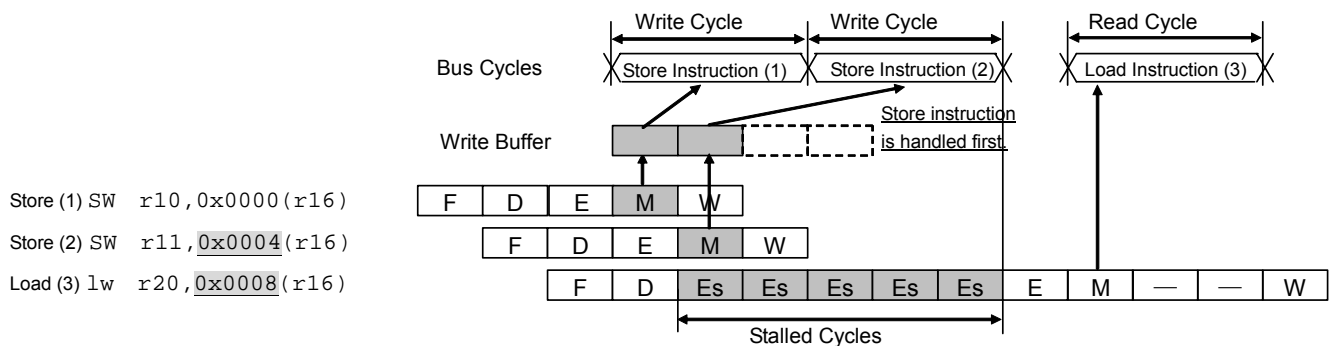 Write Cycle Write Cycle Read Cycle
Bus Cycles Store Instruction (1) Store Instruction (2) Load Instruction (3)
Store instruction
Write Buffer is handled first.
Store (1) SW r10,0x0000(r16) F D E M W
Store (2) SW r11,0x0004(r16) F D E M W
Load (3) lw r20,0x0008(r16) F D Es Es Es Es Es E M — — W
Stalled Cycles